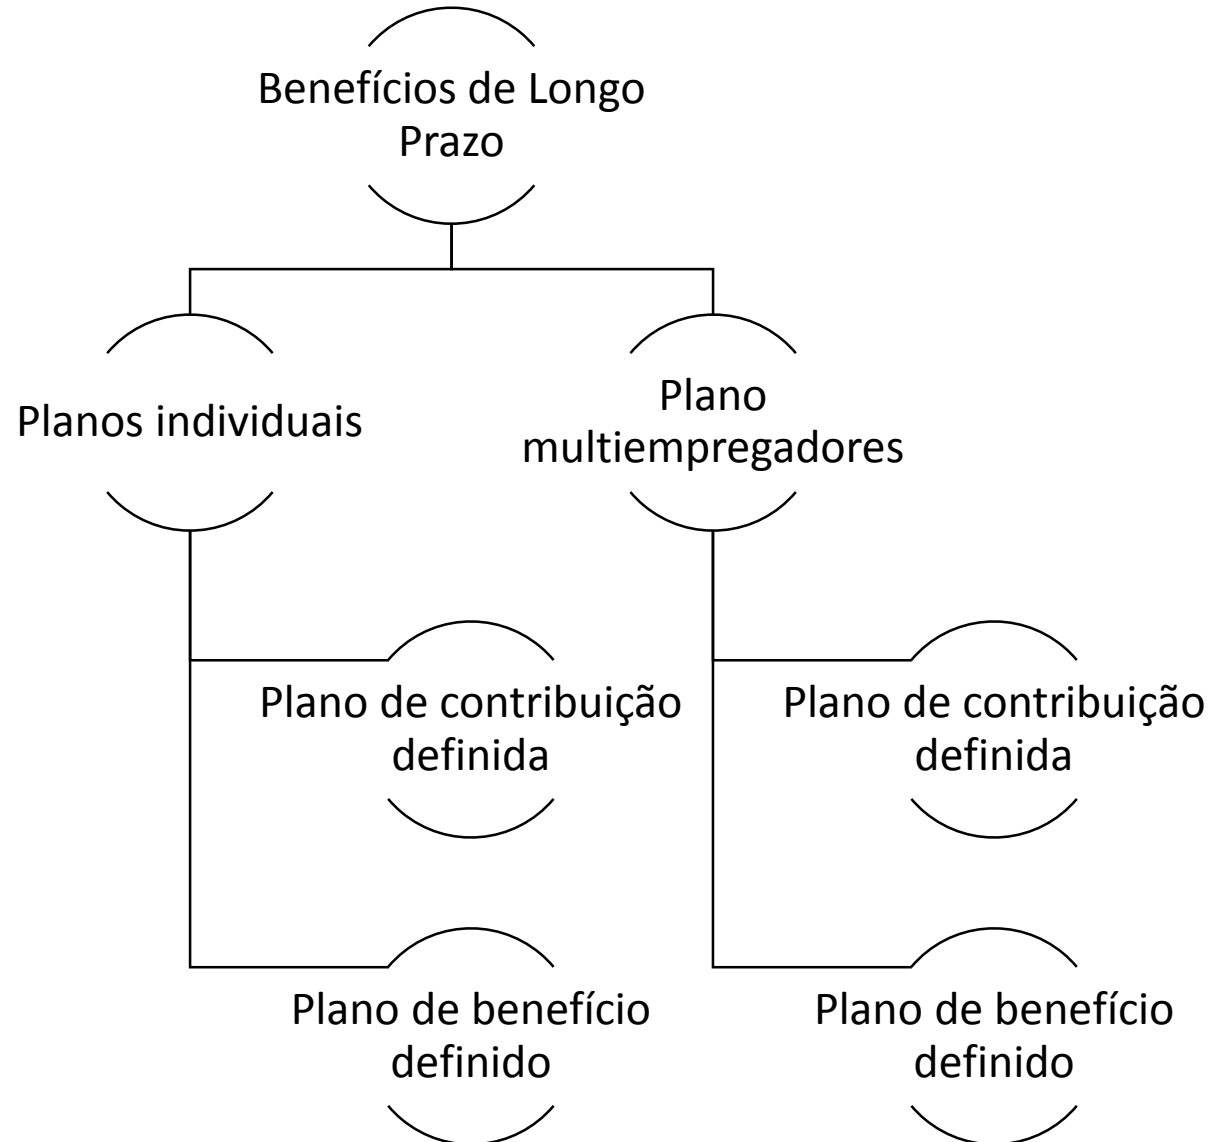 Benefícios de Longo
Prazo
Planos individuais
Plano
multiempregadores
Plano de contribuição
definida
Plano de contribuição
definida
Plano de benefício
definido
Plano de benefício
definido